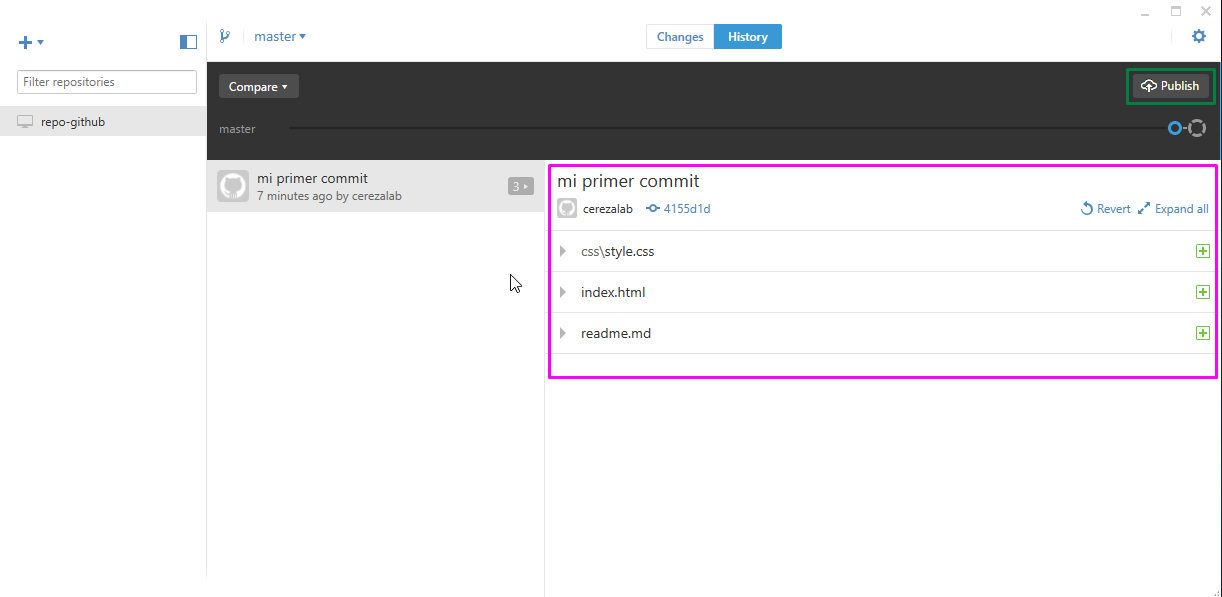 master
Changes
History
Filter repositories
Compare
Publish
repo-github
master
mi primer commit
7 minutes ago by cerezalab
3
mi primer commit
cerezalab
4155d1d
Revert
Expand all
css\style.css
index.html
readme.md